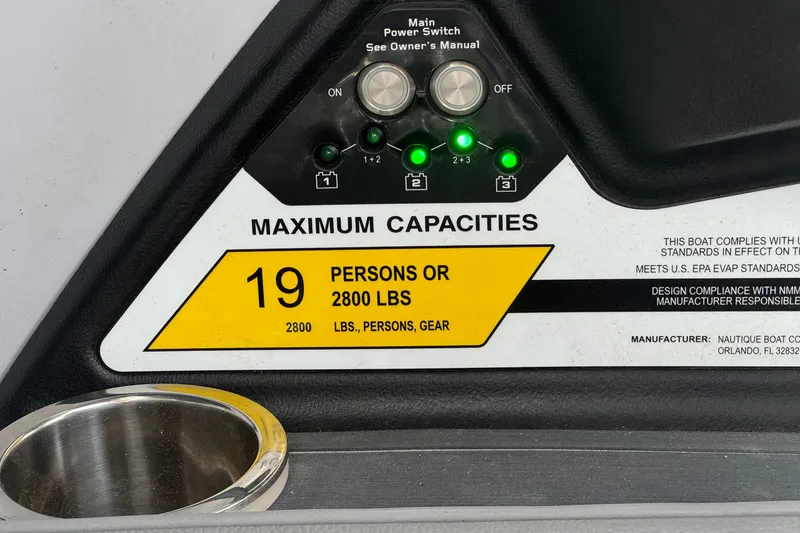 Main
Power Switch
See Owner's Manual
ON
OFF
1+2
2+3
1
2
3
MAXIMUM CAPACITIES
19 PERSONS OR
2800 LBS
2800 LBS., PERSONS, GEAR
THIS BOAT COMPLIES WITH
STANDARDS IN EFFECT ON
MEETS U.S. EPA EVAP STANDARDS
DESIGN COMPLIANCE WITH
MANUFACTURER RESPONSIBLE
MANUFACTURER: NAUTIQUE BOAT
ORLANDO, FL 32832